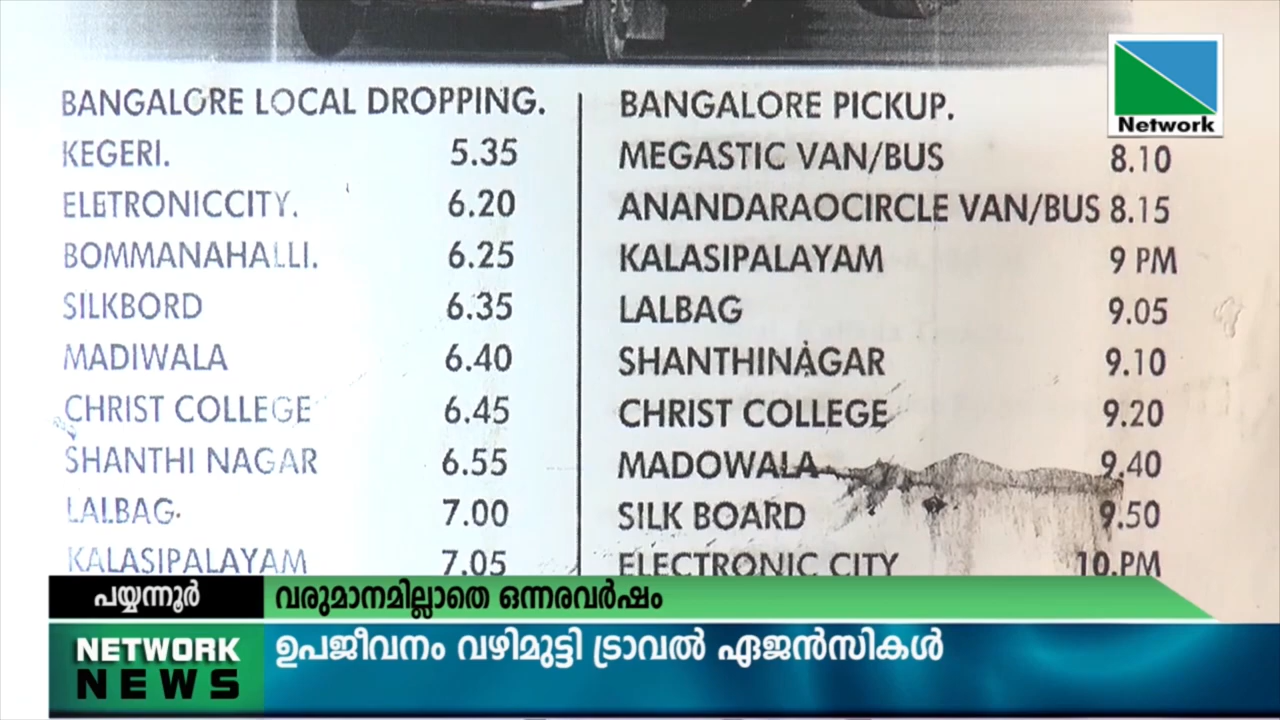 BANGALORE LOCAL DROPPING.
KEGERI. 5.35
ELETRONICCITY. 6.20
BOMMANAHALLI. 6.25
SILKBORD 6.35
MADIWALA 6.40
CHRIST COLLEGE 6.45
SHANTHI NAGAR 6.55
LALBAG. 7.00
KALASIPALAYAM 7.05
BANGALORE PICKUP.
MEGASTIC VAN/BUS 8.10
ANANDARAOCIRCLE VAN/BUS 8.15
KALASIPALAYAM 9 PM
LALBAG 9.05
SHANTHINAGAR 9.10
CHRIST COLLEGE 9.20
MADOWALA 9.40
SILK BOARD 9.50
ELECTRONIC CITY 10.PM
Network
പയ്യന്നൂർ
വരുമാനമില്ലാതെ ഒന്നരവർഷം
NETWORK
NEWS
ഉപജീവനം വഴിമുട്ടി ട്രാവൽ ഏജൻസികൾ